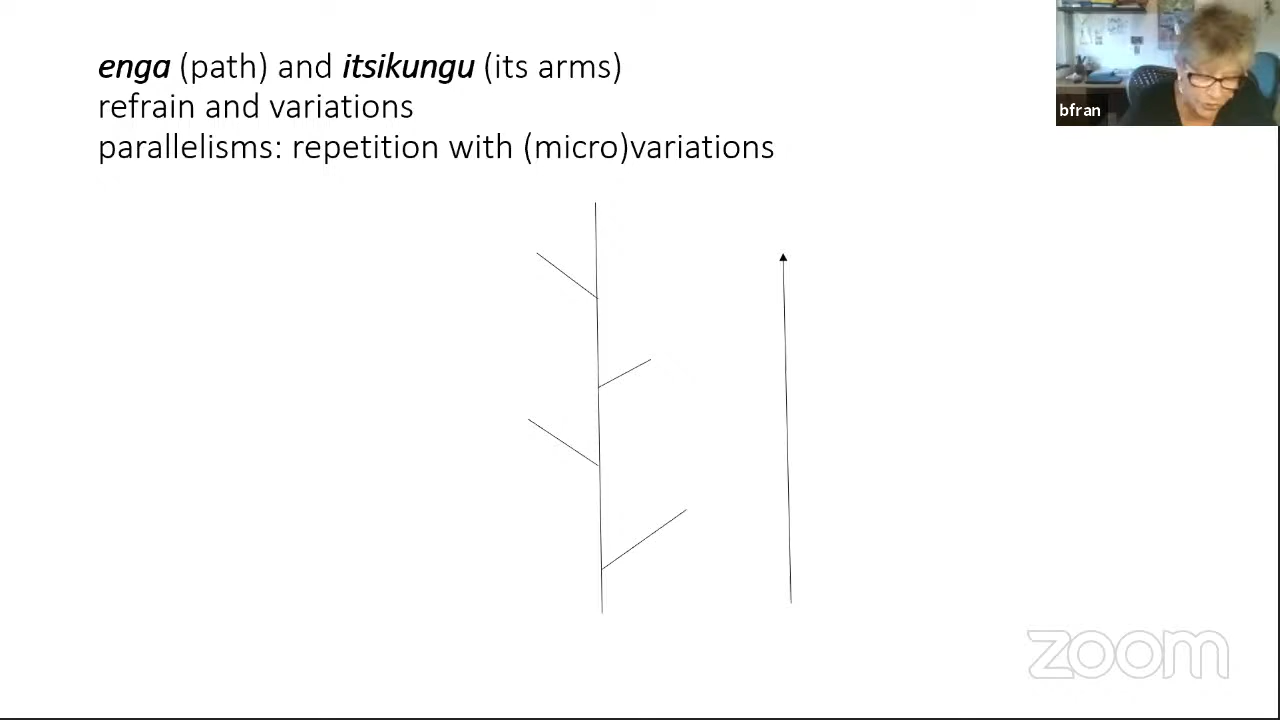 enga (path) and itsikungu (its arms)
refrain and variations
parallelisms: repetition with (micro)variations
bfran
zoom